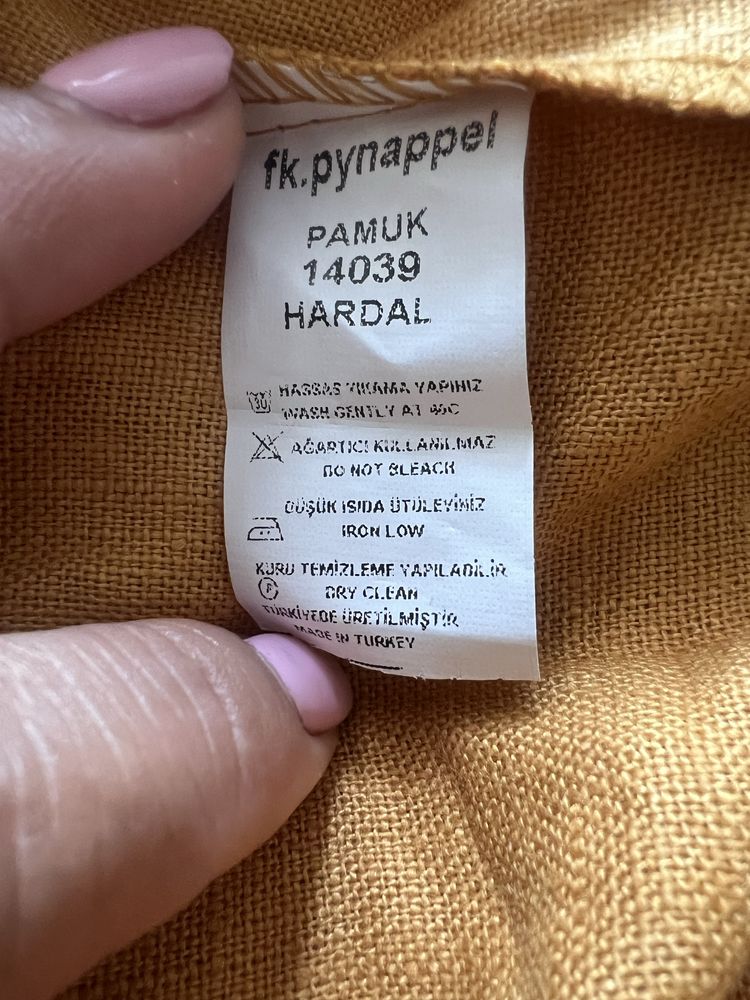 fk.pynappel
PAMUK
14039
HARDAL
HASSAS YIKAMA YAPINIZ
30
WASH GENTLY AT
AĞARTICI KULLANILMAZ
DO NOT BLEACH
DÜŞÜK ISIDA ÜTÜLEYİNİZ
IRON LOW
KURU TEMİZLEME YAPILABİLİR
P
DRY CLEAN
TÜRKİYEDE ÜRETİLMİŞTİR
MADE IN TURKEY